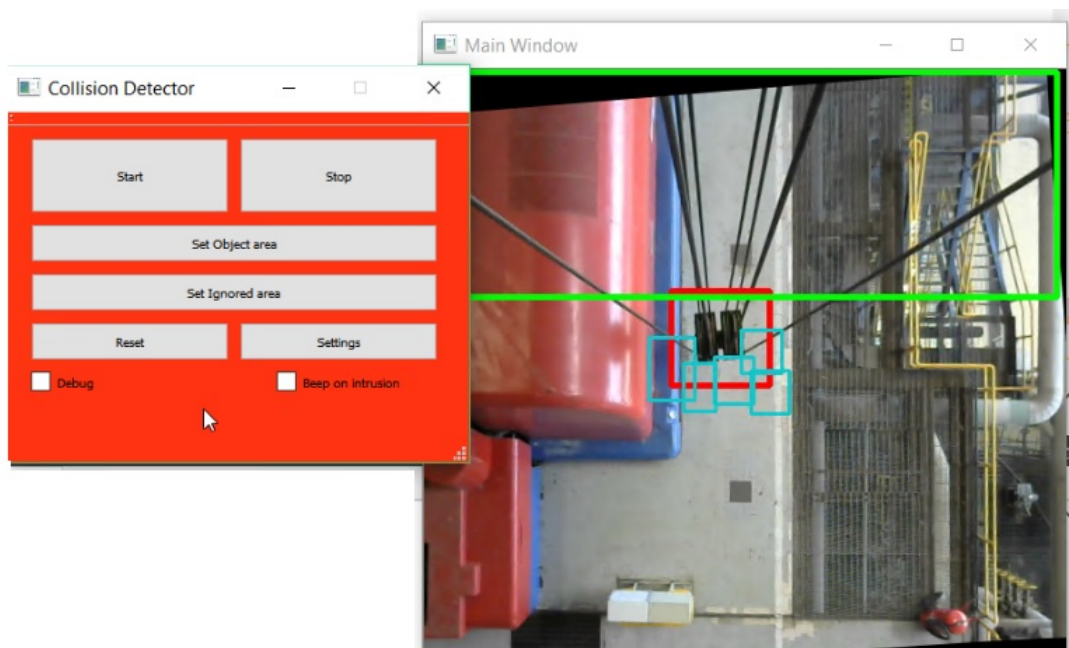 Main Window
Collision Detector
Start
Stop
Set Object area
Set Ignored area
Reset
Settings
Debug
Beep on intrusion